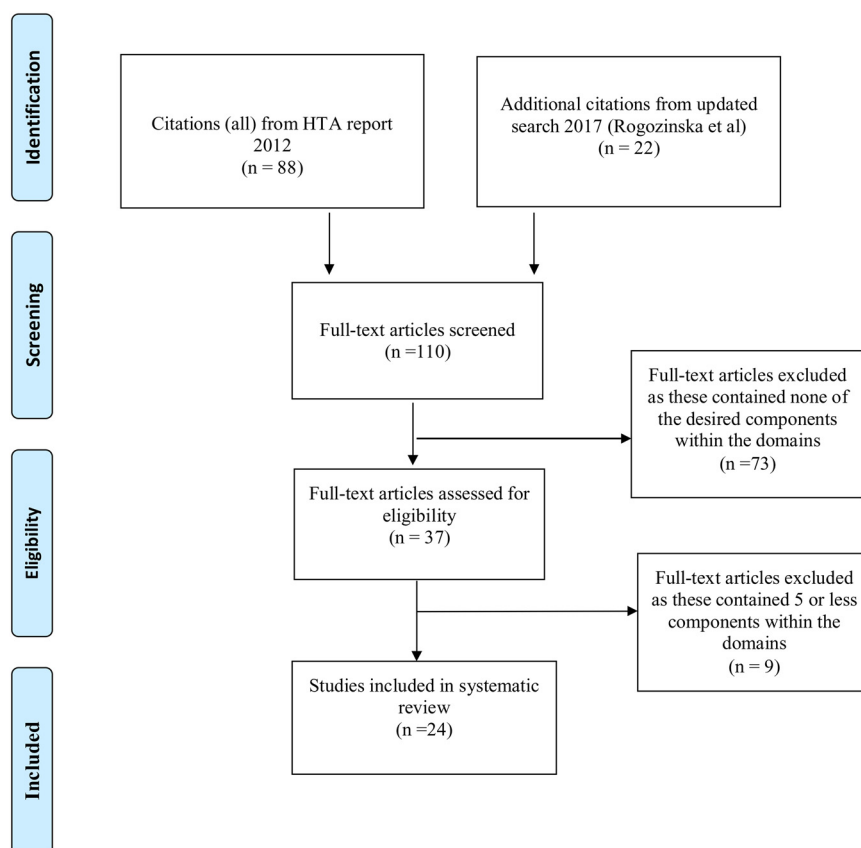 Identification
Citations (all) from HTA report
2012
(n = 88)
Additional citations from updated
search 2017 (Rogozinska et al)
(n = 22)
Screening
Full-text articles screened
(n =110)
Full-text articles excluded
as these contained none of
the desired components
within the domains
(n =73)
Eligibility
Full-text articles assessed for
eligibility
(n = 37)
Full-text articles excluded
as these contained 5 or less
components within the
domains
(n = 9)
Included
Studies included in systematic
review
(n =24)